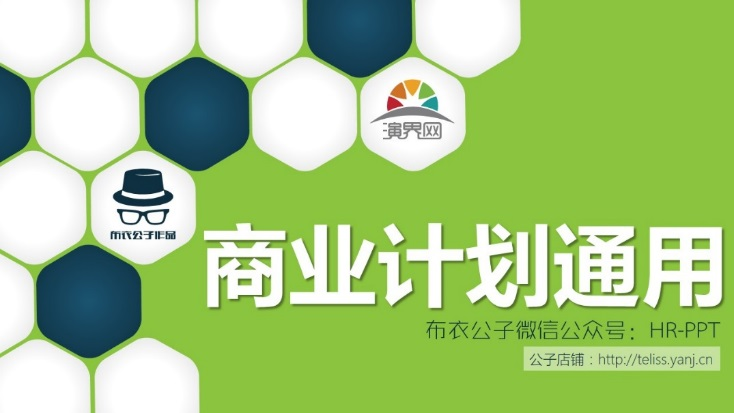 演界网
布衣公子作品
商业计划通用
布衣公子微信公众号：HR-PPT
公子店铺：http://teliss.yanj.cn